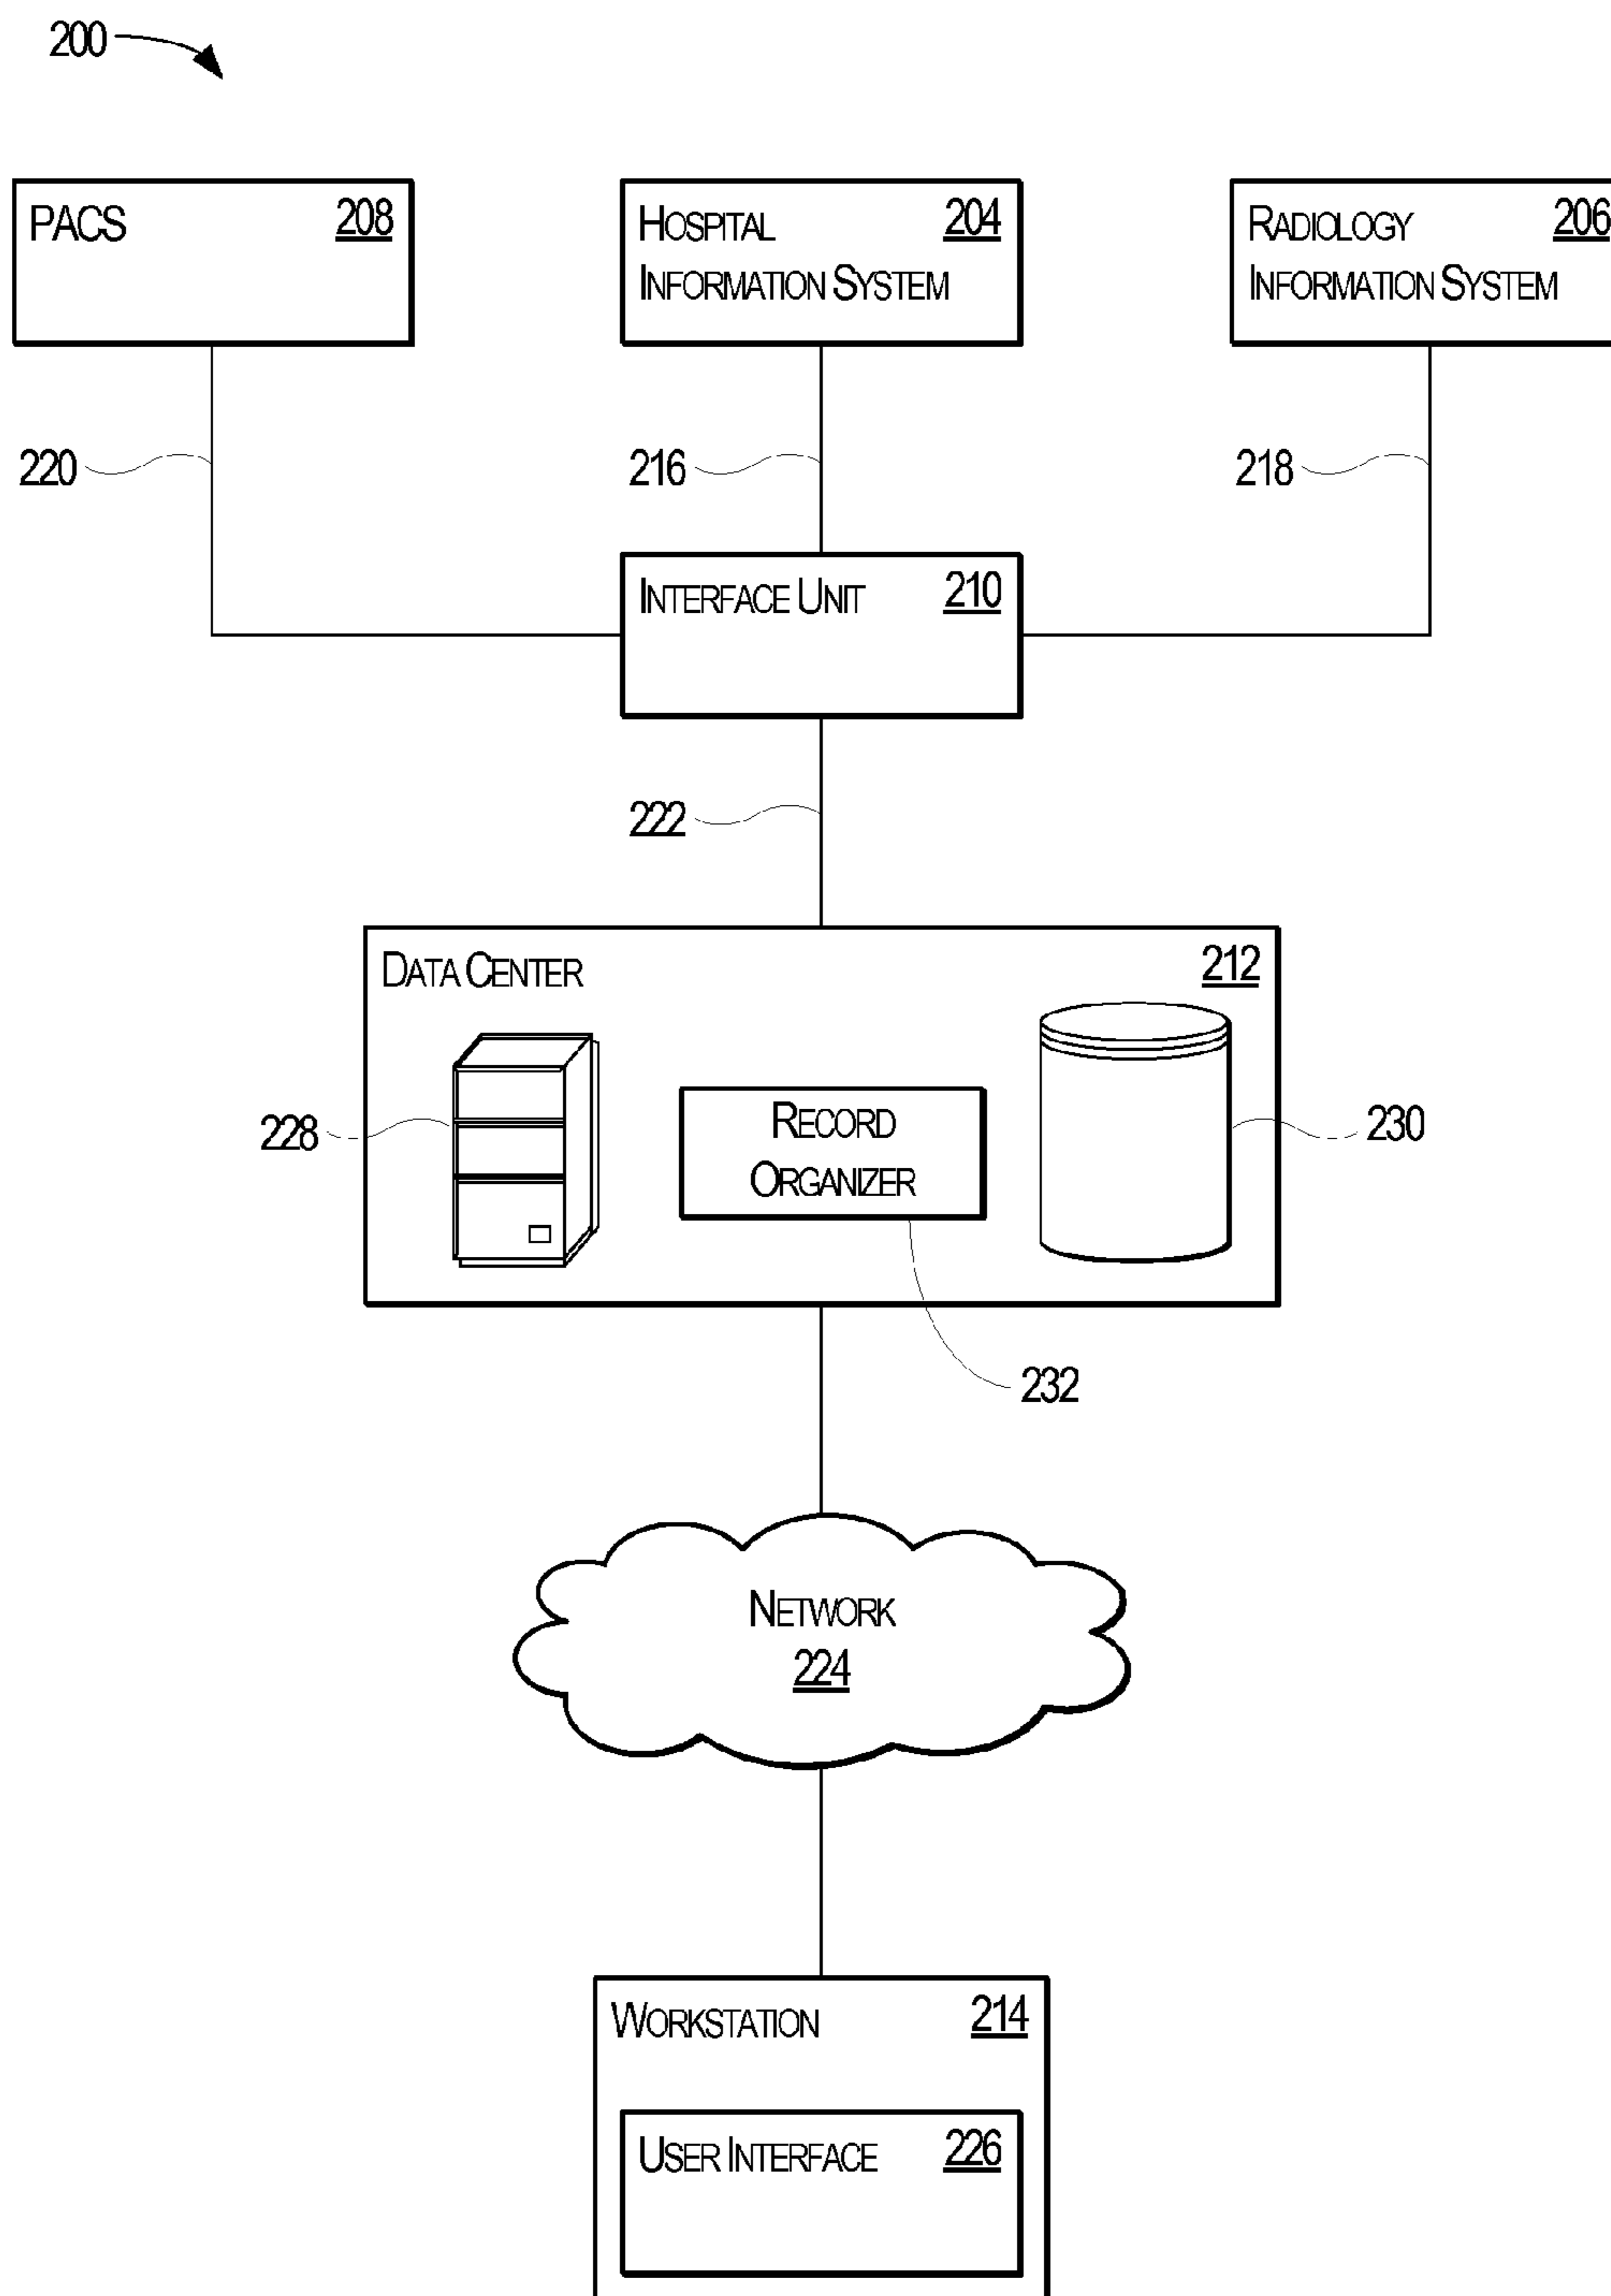 200
PACS 208
HOSPITAL 204
INFORMATION SYSTEM
RADIOLOGY 206
INFORMATION SYSTEM
220
216
218
INTERFACE UNIT 210
222
DATA CENTER 212
228
RECORD
ORGANIZER
230
232
NETWORK
224
WORKSTATION 214
USER INTERFACE 226